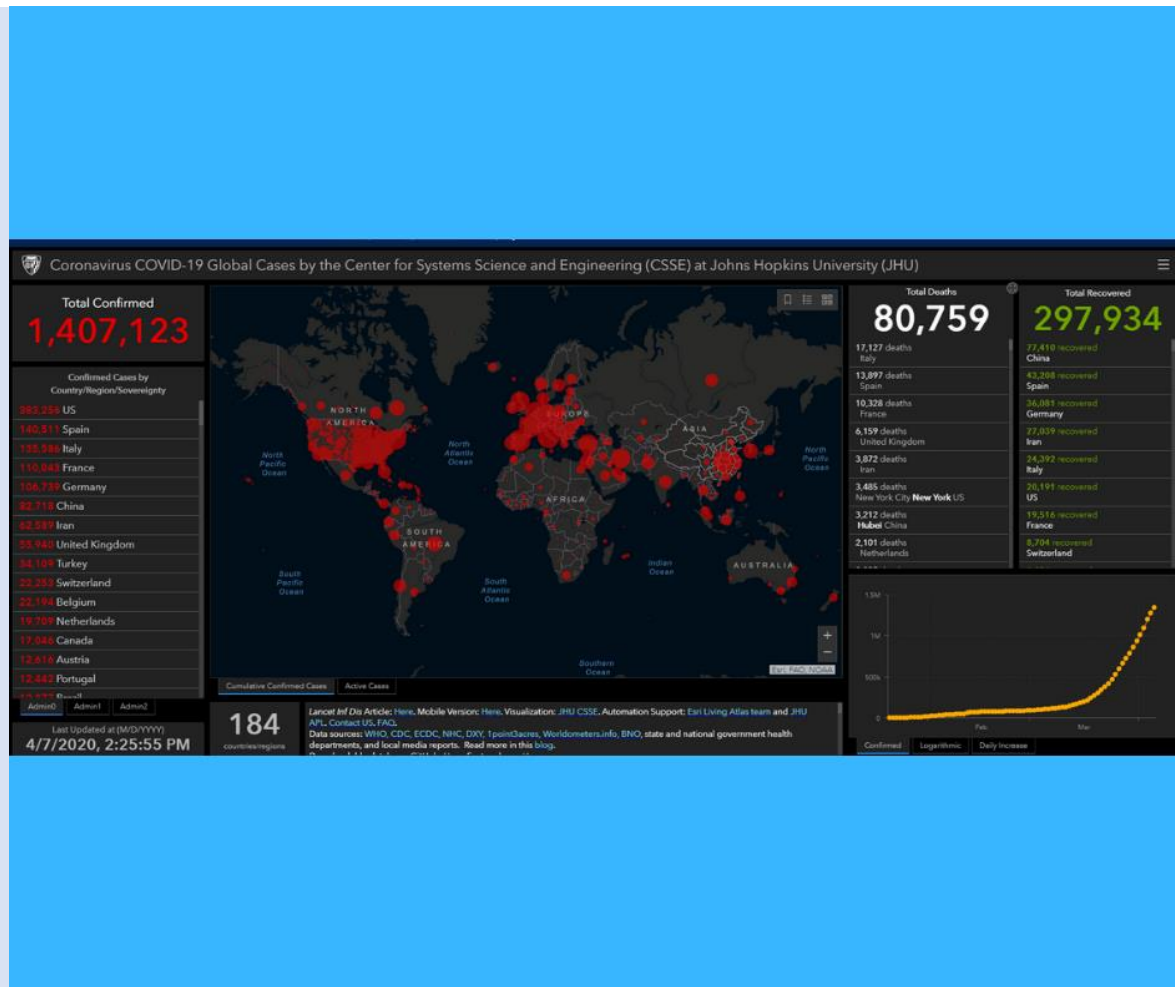 Coronavirus COVID-19 Global Cases by the Center for Systems Science and Engineering (CSSE) at Johns Hopkins University (JHU)
Total Confirmed
1,407,123
Confirmed Cases by
Country/Region/Sovereignty
383,256 US
140,511 Spain
135,586 Italy
110,043 France
106,739 Germany
82,718 China
62,589 Iran
55,940 United Kingdom
34,109 Turkey
22,253 Switzerland
22,194 Belgium
19,709 Netherlands
17,046 Canada
12,616 Austria
12,442 Portugal
Brazil
Admin0 Admin1 Admin2
Last Updated at (M/D/YYYY)
4/7/2020, 2:25:55 PM
NORTH
AMERICA
EUROPE
ASIA
North
Pacific
Ocean
North
Atlantic
Ocean
North
Pacific
Ocean
AFRICA
SOUTH
AMERICA
Indian
Ocean
AUSTRALIA
South
Pacific
Ocean
South
Atlantic
Ocean
Southern
Ocean
+
−
Esri, FAO, NOAA
Cumulative Confirmed Cases Active Cases
184
countries/regions
Lancet Inf Dis Article: Here. Mobile Version: Here. Visualization: JHU CSSE. Automation Support: Esri Living Atlas team and JHU
APL. Contact US. FAQ.
Data sources: WHO, CDC, ECDC, NHC, DXY, 1point3acres, Worldometers.info, BNO, state and national government health
departments, and local media reports. Read more in this blog.
Total Deaths
80,759
17,127 deaths
Italy
13,897 deaths
Spain
10,328 deaths
France
6,159 deaths
United Kingdom
3,872 deaths
Iran
3,485 deaths
New York City New York US
3,212 deaths
Hubei China
2,101 deaths
Netherlands
Total Recovered
297,934
77,410 recovered
China
43,208 recovered
Spain
36,081 recovered
Germany
27,039 recovered
Iran
24,392 recovered
Italy
20,191 recovered
US
19,516 recovered
France
8,704 recovered
Switzerland
1.5M
1M
500k
0
Feb
Mar
Confirmed Logarithmic Daily Increase